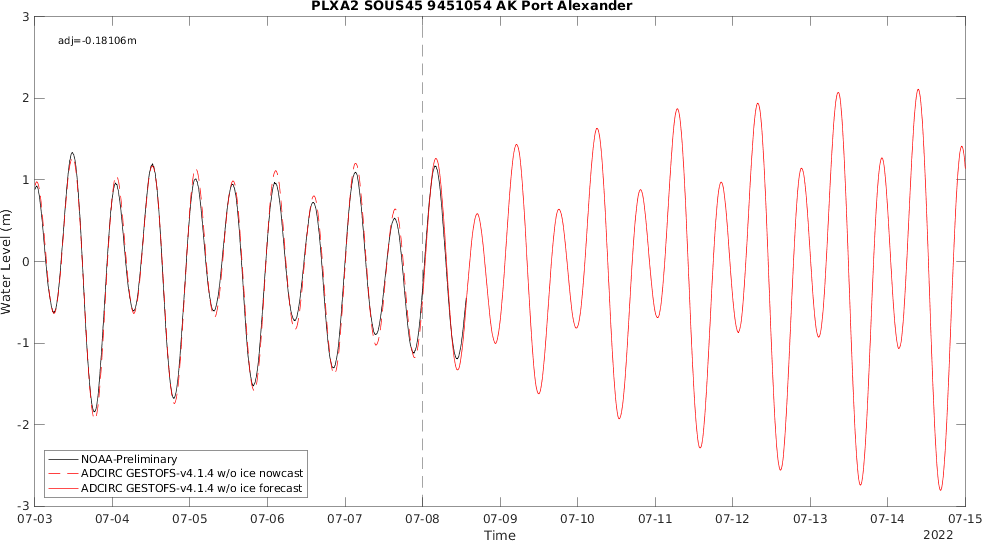 PLXA2 SOUS45 9451054 AK Port Alexander
adj=-0.18106m
Water Level (m)
3
2
1
0
-1
-2
-3
NOAA-Preliminary
ADCIRC GESTOFS-v4.1.4 w/o ice nowcast
ADCIRC GESTOFS-v4.1.4 w/o ice forecast
07-03 07-04 07-05 07-06 07-07 07-08 07-09 07-10 07-11 07-12 07-13 07-14 07-15
Time
2022